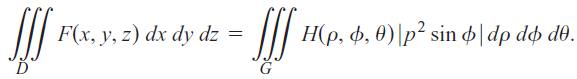 ∭_D F(x, y, z) dx dy dz = ∭_G H(ρ, ϕ, θ)|p² sin ϕ| dρ dϕ dθ.